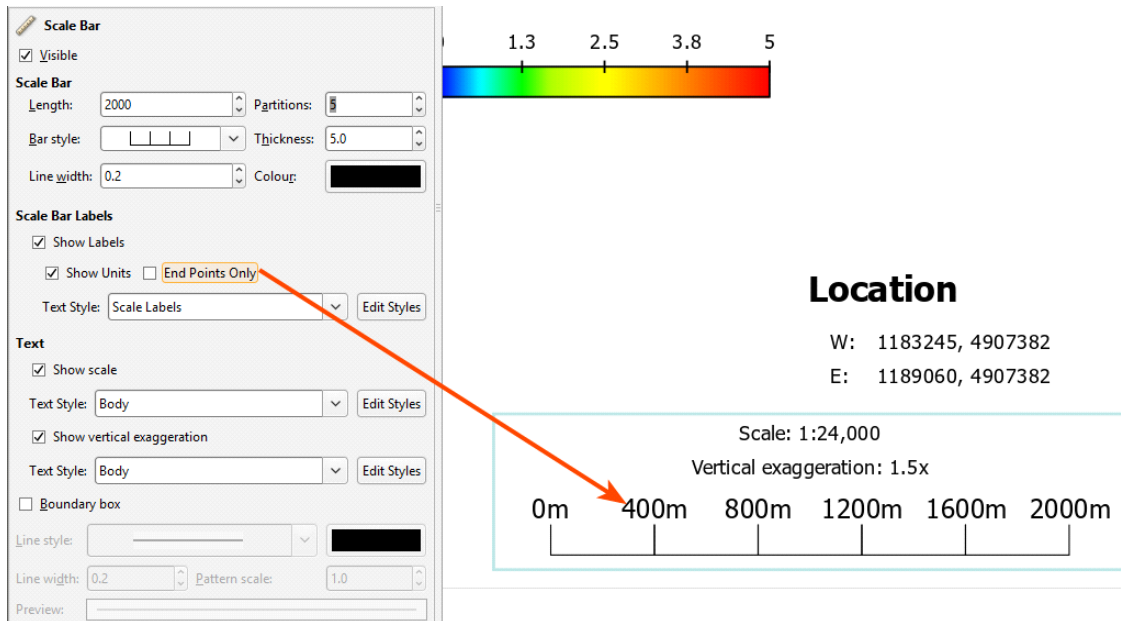 Scale Bar
Visible
Scale Bar
Length: 2000 Partitions: 5
Bar style: Thickness: 5.0
Line width: 0.2 Colour:
Scale Bar Labels
Show Labels
Show Units End Points Only
Text Style: Scale Labels Edit Styles
Text
Show scale
Text Style: Body Edit Styles
Show vertical exaggeration
Text Style: Body Edit Styles
Boundary box
Line style:
Line width: 0.2 Pattern scale: 1.0
Preview:
1.3 2.5 3.8 5
Location
W: 1183245, 4907382
E: 1189060, 4907382
Scale: 1:24,000
Vertical exaggeration: 1.5x
0m 400m 800m 1200m 1600m 2000m